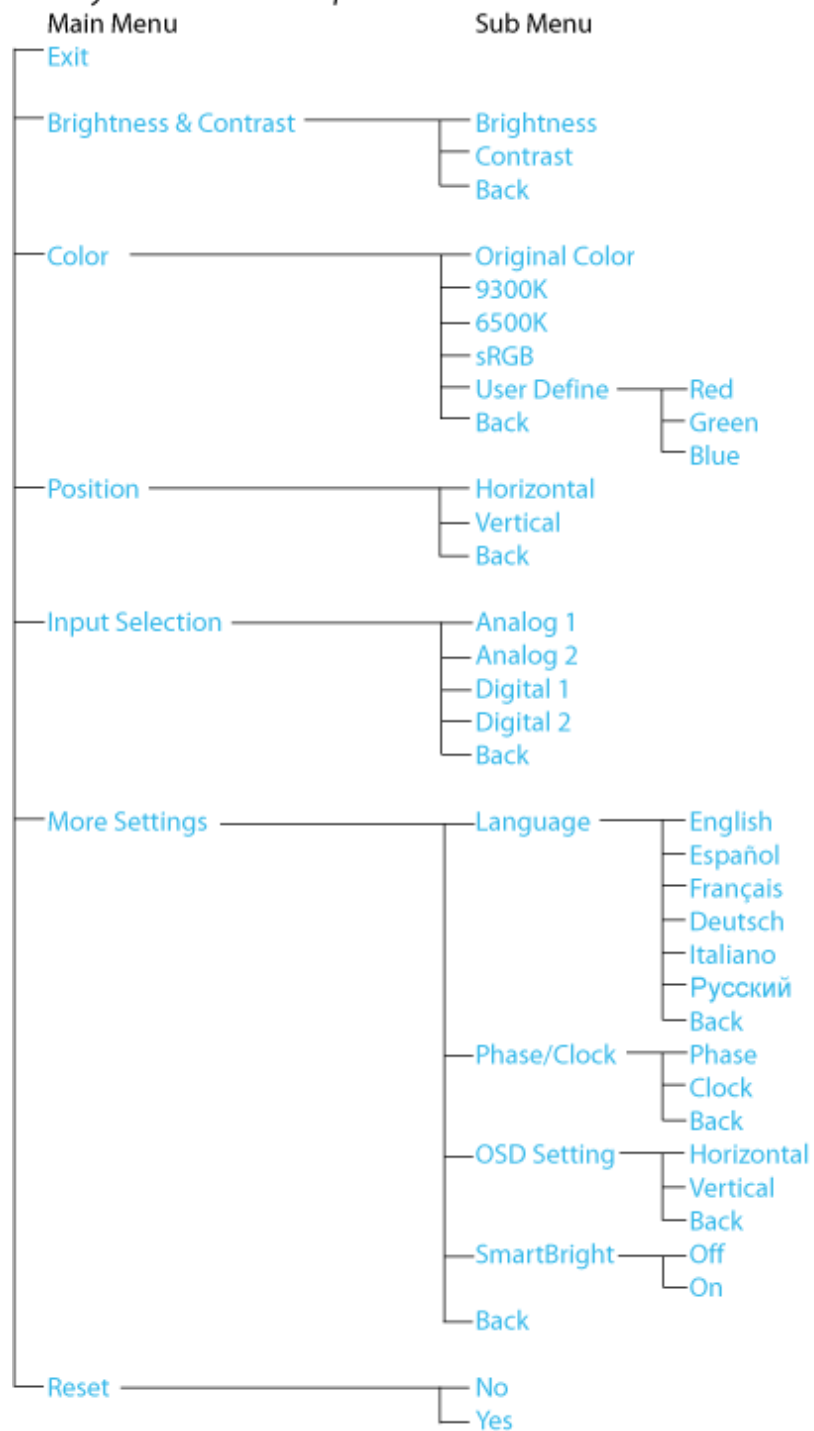 Main Menu Sub Menu
Exit
Brightness & Contrast Brightness
Contrast
Back
Color Original Color
9300K
6500K
sRGB
User Define Red
Back Green
Blue
Position Horizontal
Vertical
Back
Input Selection Analog 1
Analog 2
Digital 1
Digital 2
Back
More Settings Language English
Español
Français
Deutsch
Italiano
Русский
Back
Phase/Clock Phase
Clock
Back
OSD Setting Horizontal
Vertical
Back
SmartBright Off
On
Back
Reset No
Yes